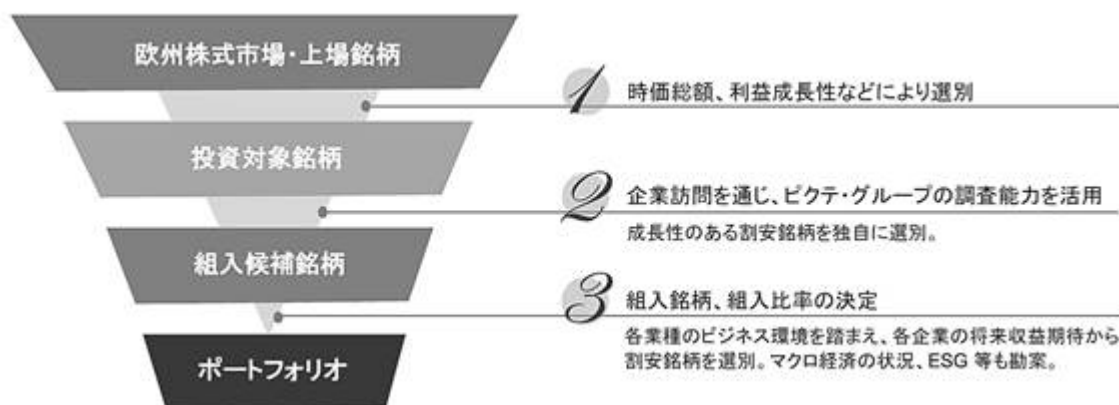 欧州株式市場・上場銘柄
1 時価総額、利益成長性などにより選別
投資対象銘柄
2 企業訪問を通じ、ピクテ・グループの調査能力を活用
成長性のある割安銘柄を独自に選別。
組入候補銘柄
3 組入銘柄、組入比率の決定
各業種のビジネス環境を踏まえ、各企業の将来収益期待から
割安銘柄を選別。マクロ経済の状況、ESG 等も勘案。
ポートフォリオ